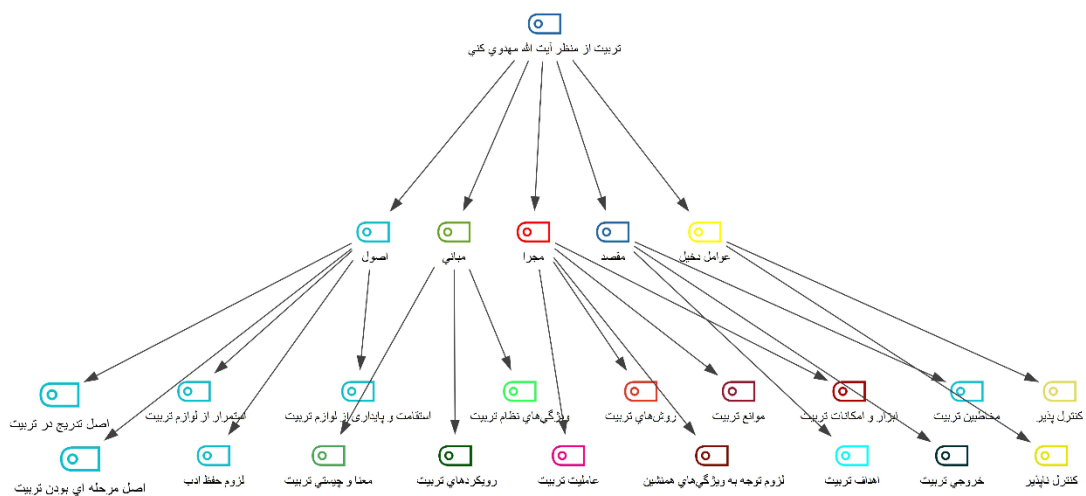 تربيت از منظر آيت الله مهدوي كني
عوامل دخيل
مقصد
مجرا
مباني
اصول
كنترل پذير
مخاطبين تربيت
ابزار و امكانات تربيت
موانع تربيت
روش‌هاي تربيت
ويژگي‌هاي نظام تربيت
استقامت و پايداری از لوازم تربيت
استمرار از لوازم تربيت
اصل تدريج در تربيت
كنترل ناپذير
خروجي تربيت
اهداف تربيت
لزوم توجه به ويژگي‌هاي همنشين
عامليت تربيت
رويكردهاي تربيت
معنا و چيستي تربيت
لزوم حفظ ادب
اصل مرحله اي بودن تربيت